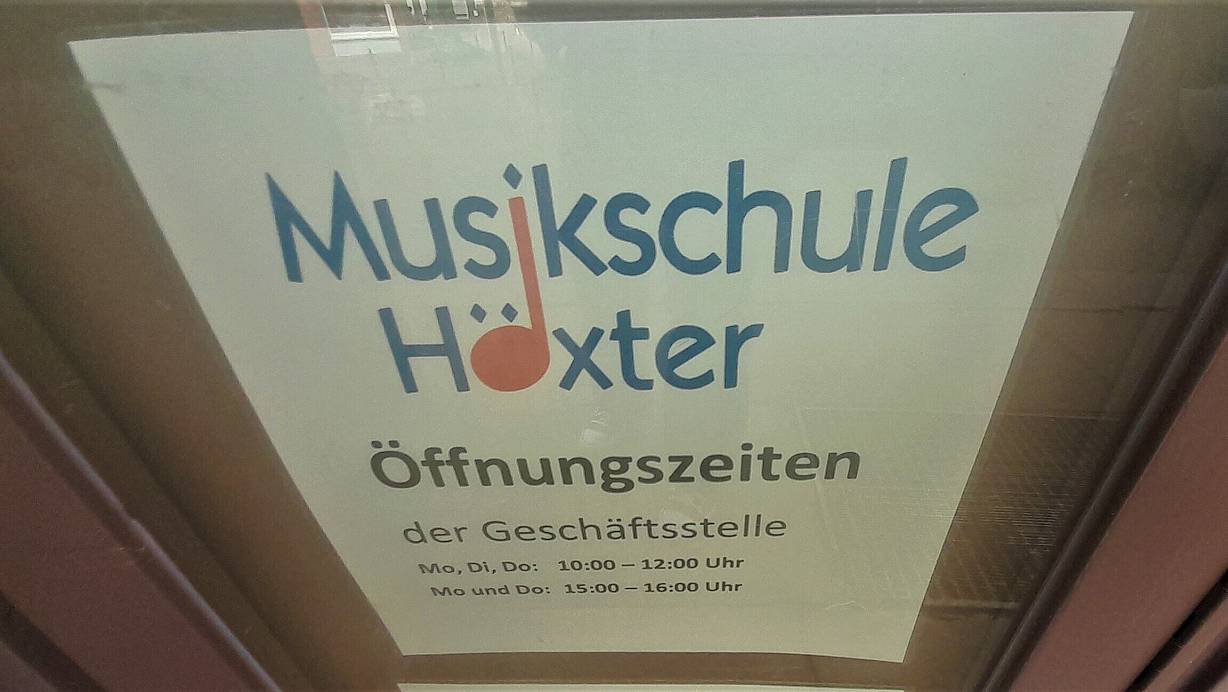 Musikschule
Höxter
Öffnungszeiten
der Geschäftsstelle
Mo, Di, Do: 10:00 – 12:00 Uhr
Mo und Do: 15:00 – 16:00 Uhr